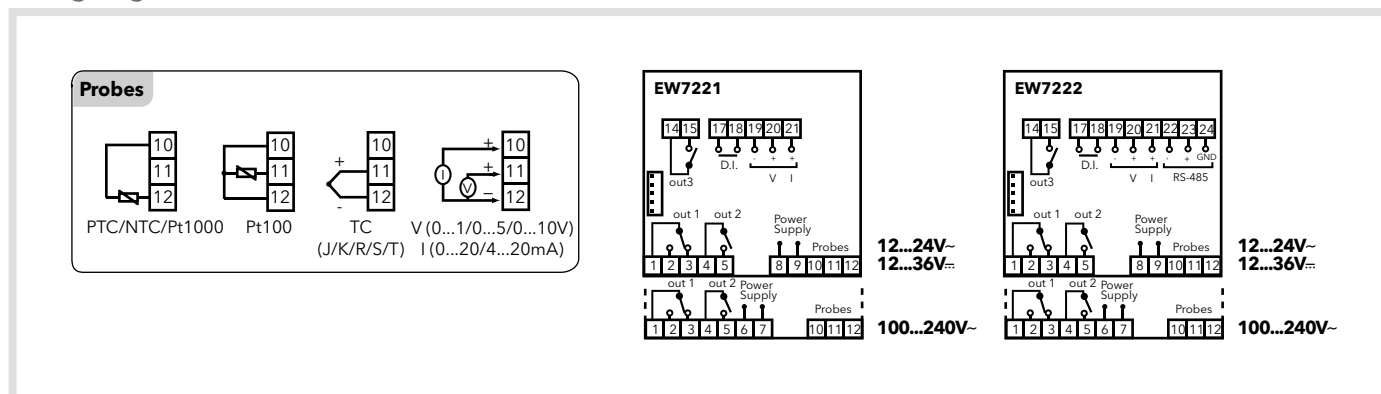 Probes
10
11
12
PTC/NTC/Pt1000
10
11
12
Pt100
+
-
10
11
12
TC
(J/K/R/S/T)
I
V
+
+
–
10
11
12
V (0...1/0...5/0...10V)
I (0...20/4...20mA)
EW7221
14 15 17 18 19 20 21
out3
D.I.
- + +
V I
out 1 out 2 Power
Supply
Probes
1 2 3 4 5 8 9 10 11 12
12...24V~
12...36V⎓
out 1 out 2 Power
Supply
Probes
1 2 3 4 5 6 7 10 11 12
100...240V~
EW7222
14 15 17 18 19 20 21 22 23 24
out3
D.I.
- + + - + GND
V I RS-485
out 1 out 2 Power
Supply
Probes
1 2 3 4 5 8 9 10 11 12
12...24V~
12...36V⎓
out 1 out 2 Power
Supply
Probes
1 2 3 4 5 6 7 10 11 12
100...240V~